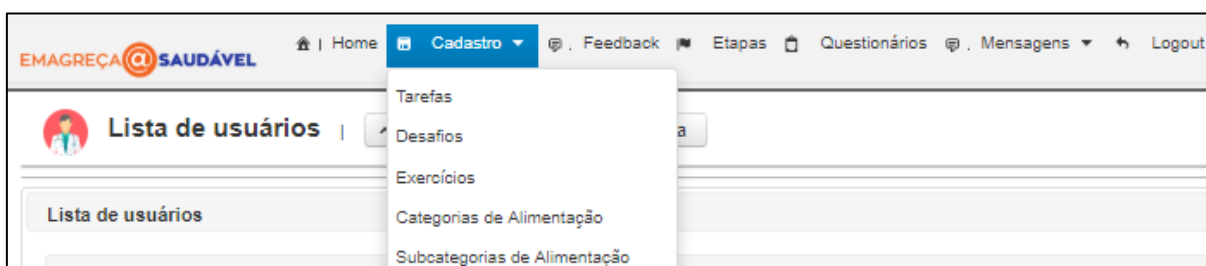 EMAGREÇA@SAUDÁVEL
| Home Cadastro . Feedback Etapas Questionários . Mensagens Logout
Tarefas
Lista de usuários |
Desafios
a
Exercícios
Lista de usuários
Categorias de Alimentação
Subcategorias de Alimentação